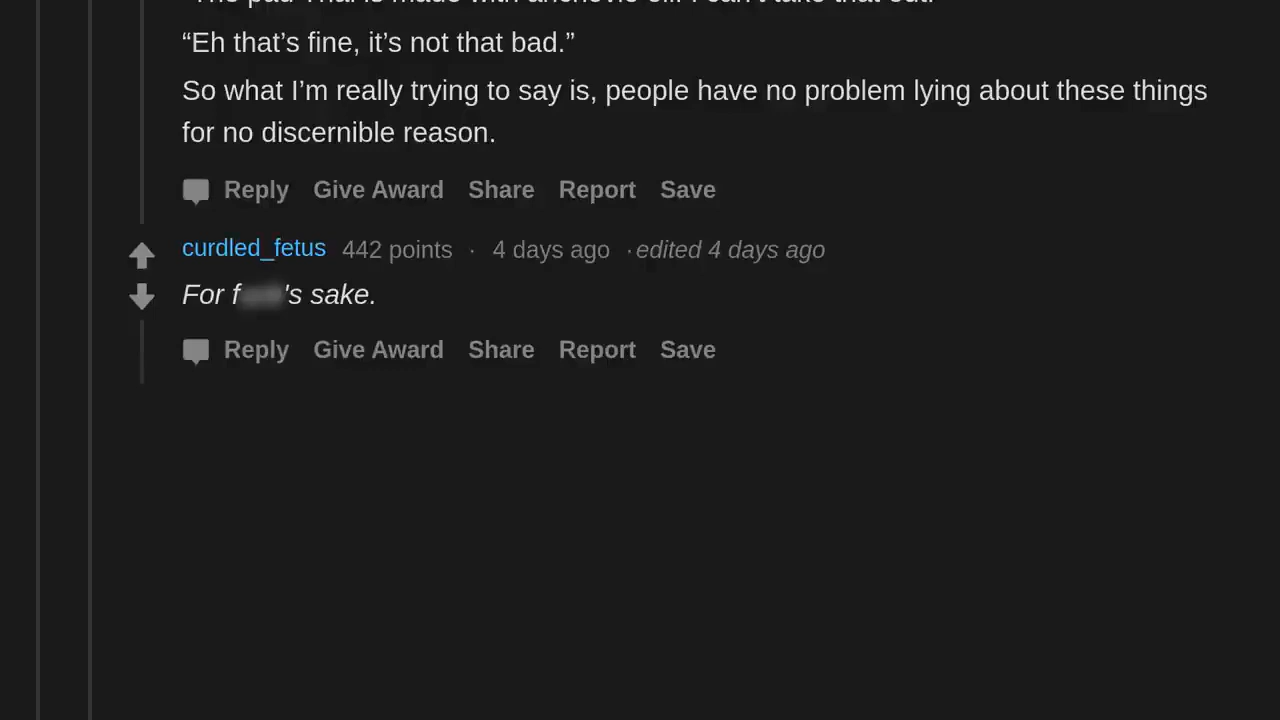 “Eh that’s fine, it’s not that bad.”
So what I’m really trying to say is, people have no problem lying about these things
for no discernible reason.
Reply Give Award Share Report Save
curdled_fetus 442 points · 4 days ago · edited 4 days ago
For f 's sake.
Reply Give Award Share Report Save